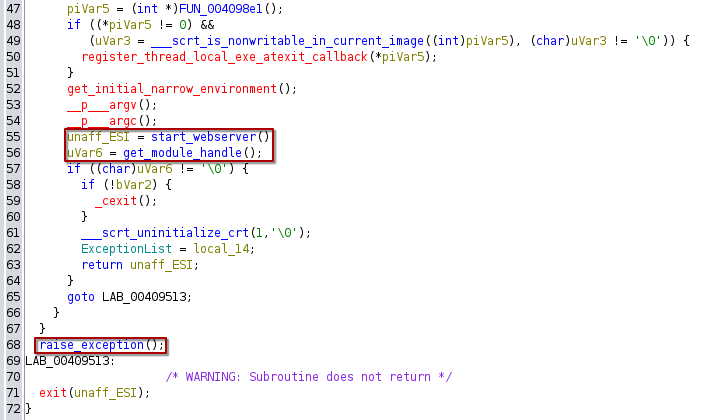 47 piVar5 = (int *)FUN_004098e1();
48 if ((*piVar5 != 0) &&
49 (uVar3 = ___scrt_is_nonwritable_in_current_image((int)piVar5), (char)uVar3 != '\0')) {
50 register_thread_local_exe_atexit_callback(*piVar5);
51 }
52 get_initial_narrow_environment();
53 __p___argv();
54 __p___argc();
55 unaff_ESI = start_webserver()
56 uVar6 = get_module_handle();
57 if ((char)uVar6 != '\0') {
58 if (!bVar2) {
59 _cexit();
60 }
61 ___scrt_uninitialize_crt(1,'\0');
62 ExceptionList = local_14;
63 return unaff_ESI;
64 }
65 goto LAB_00409513;
66 }
67 }
68 raise_exception();
69 LAB_00409513:
70 /* WARNING: Subroutine does not return */
71 exit(unaff_ESI);
72 }